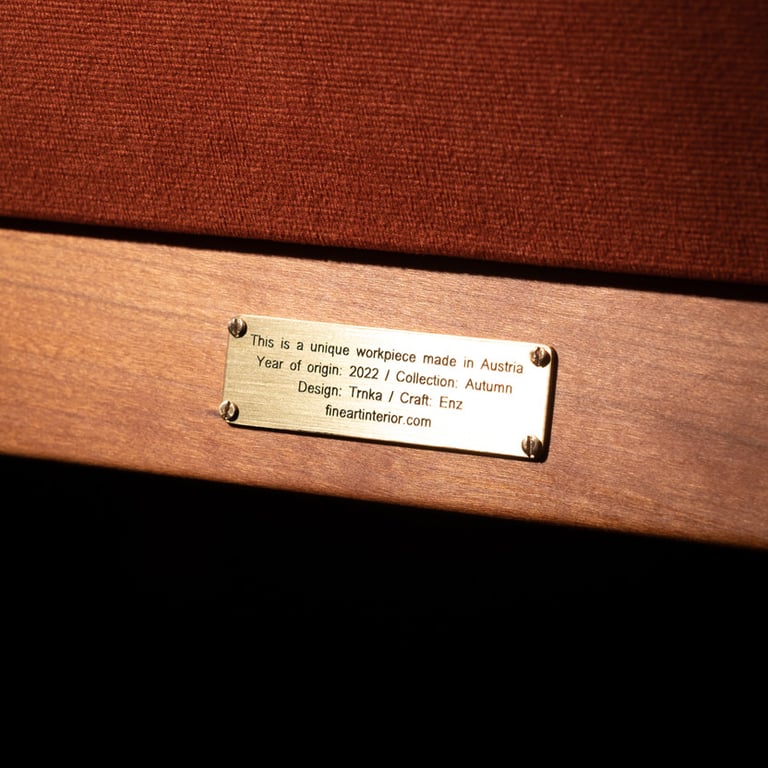 This is a unique workpiece made in Austria
Year of origin: 2022 / Collection: Autumn
Design: Trnka / Craft: Enz
fineartinterior.com